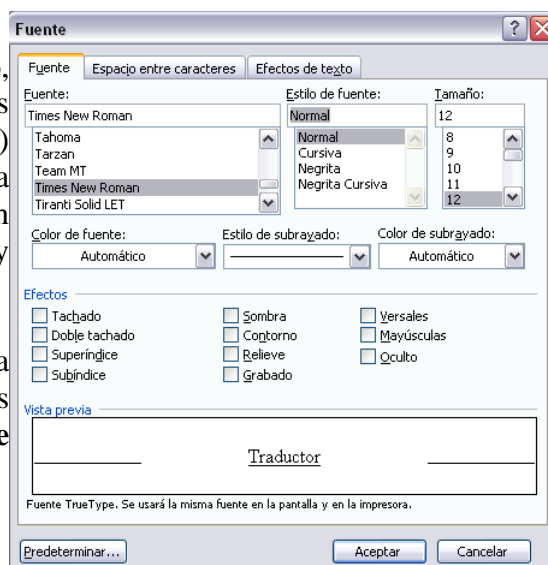 Fuente
Fuente Espacio entre caracteres Efectos de texto
Fuente: Estilo de fuente: Tamaño:
Times New Roman Normal 12
Tahoma Normal 8
Tarzan Cursiva 9
Team MT Negrita 10
Times New Roman Negrita Cursiva 11
Tiranti Solid LET 12
Color de fuente: Estilo de subrayado: Color de subrayado:
Automático Automático
Efectos
Tachado Sombra Versales
Doble tachado Contorno Mayúsculas
Superíndice Relieve Oculto
Subíndice Grabado
Vista previa
Traductor
Fuente TrueType. Se usará la misma fuente en la pantalla y en la impresora.
Predeterminar... Aceptar Cancelar